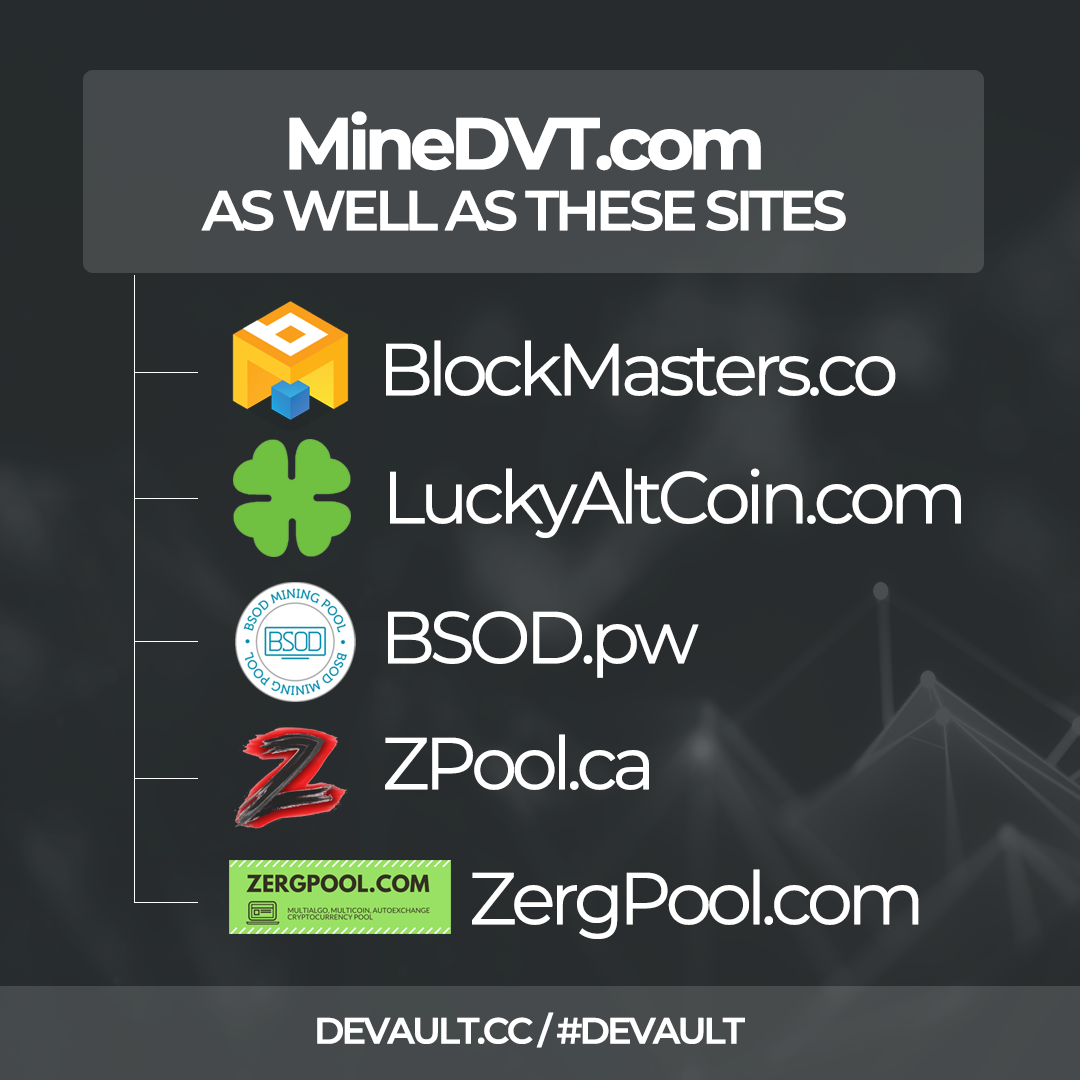 MineDVT.com
AS WELL AS THESE SITES
BlockMasters.co
LuckyAltCoin.com
BSOD MINING POOL
BSOD
BSOD MINING POOL
BSOD.pw
ZPool.ca
ZERGPOOL.COM
MULTIALGO, MULTICOIN, AUTOEXCHANGE
CRYPTOCURRENCY POOL
ZergPool.com
DEVAULT.CC / #DEVAULT